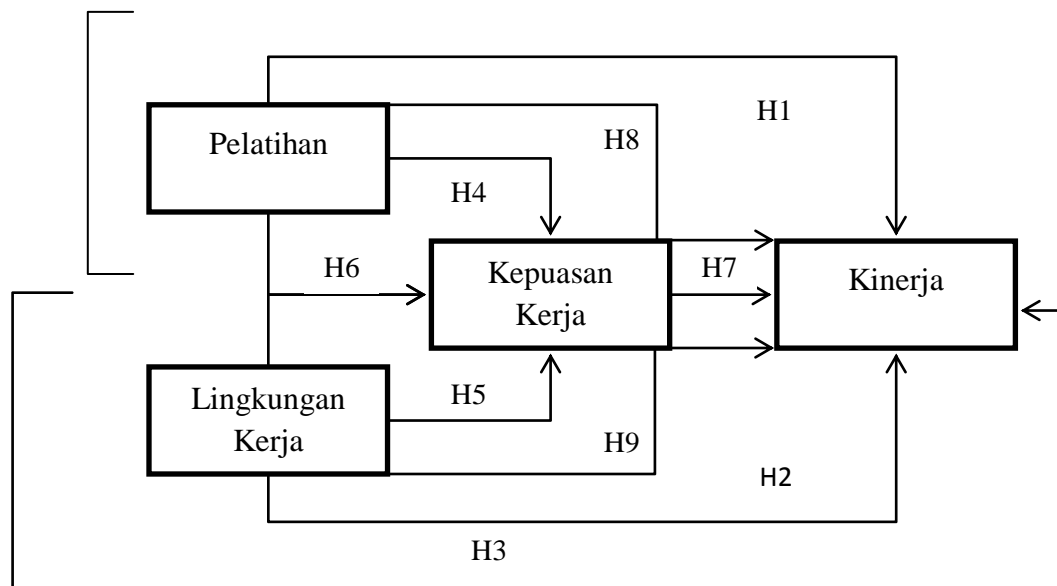 H1
Pelatihan
H8
H4
H6
Kepuasan
Kerja
H7
Kinerja
Lingkungan
Kerja
H5
H9
H2
H3